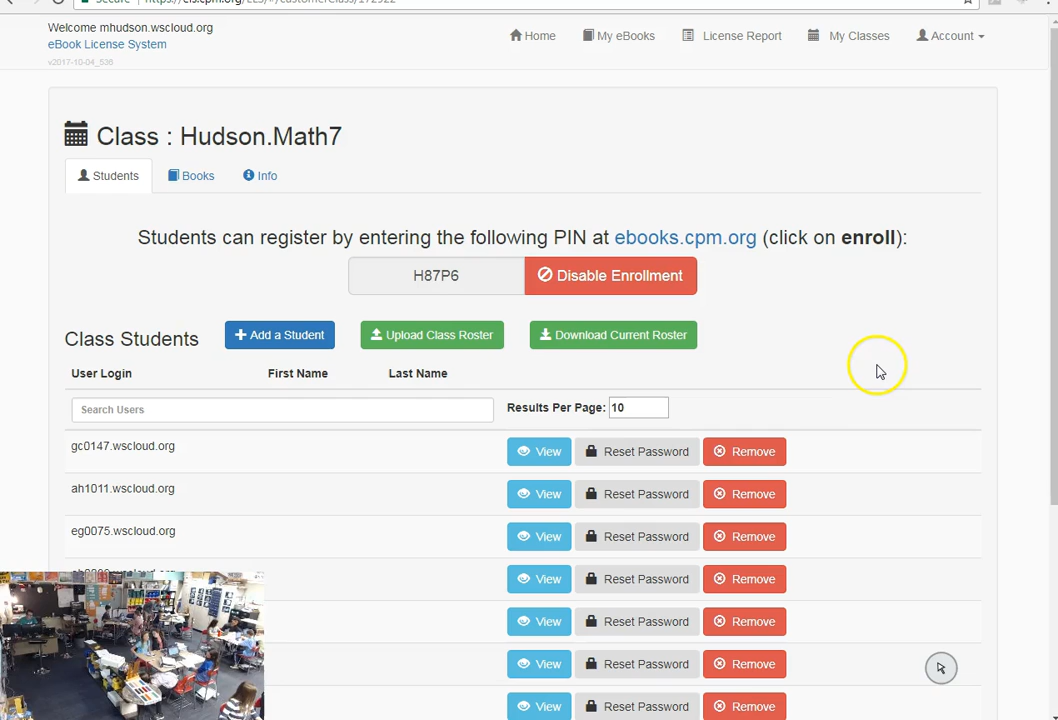 Welcome mhudson.wscloud.org
eBook License System
v2017-10-04_536
Home
My eBooks
License Report
My Classes
Account
Class : Hudson.Math7
Students
Books
Info
Students can register by entering the following PIN at ebooks.cpm.org (click on enroll):
H87P6
Disable Enrollment
Class Students
Add a Student
Upload Class Roster
Download Current Roster
User Login First Name Last Name
Search Users
Results Per Page: 10
gc0147.wscloud.org View Reset Password Remove
ah1011.wscloud.org View Reset Password Remove
eg0075.wscloud.org View Reset Password Remove
View Reset Password Remove
View Reset Password Remove
View Reset Password Remove
View Reset Password Remove